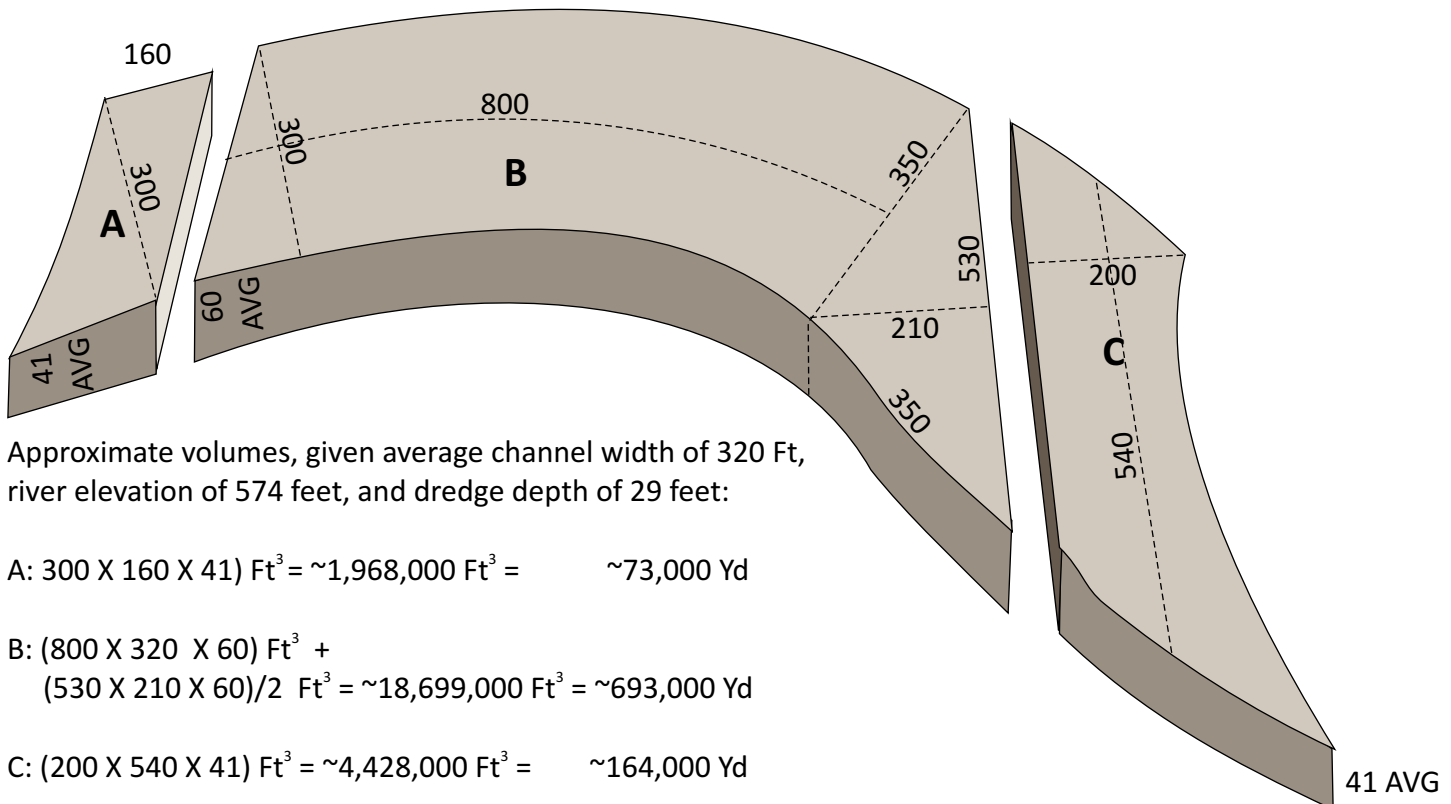 160
800
300
350
300
B
A
530
200
210
60 AVG
C
41 AVG
350
540
Approximate volumes, given average channel width of 320 Ft,
river elevation of 574 feet, and dredge depth of 29 feet:
A: 300 X 160 X 41) Ft³ = ~1,968,000 Ft³ = ~73,000 Yd
B: (800 X 320 X 60) Ft³ +
(530 X 210 X 60)/2 Ft³ = ~18,699,000 Ft³ = ~693,000 Yd
C: (200 X 540 X 41) Ft³ = ~4,428,000 Ft³ = ~164,000 Yd
41 AVG